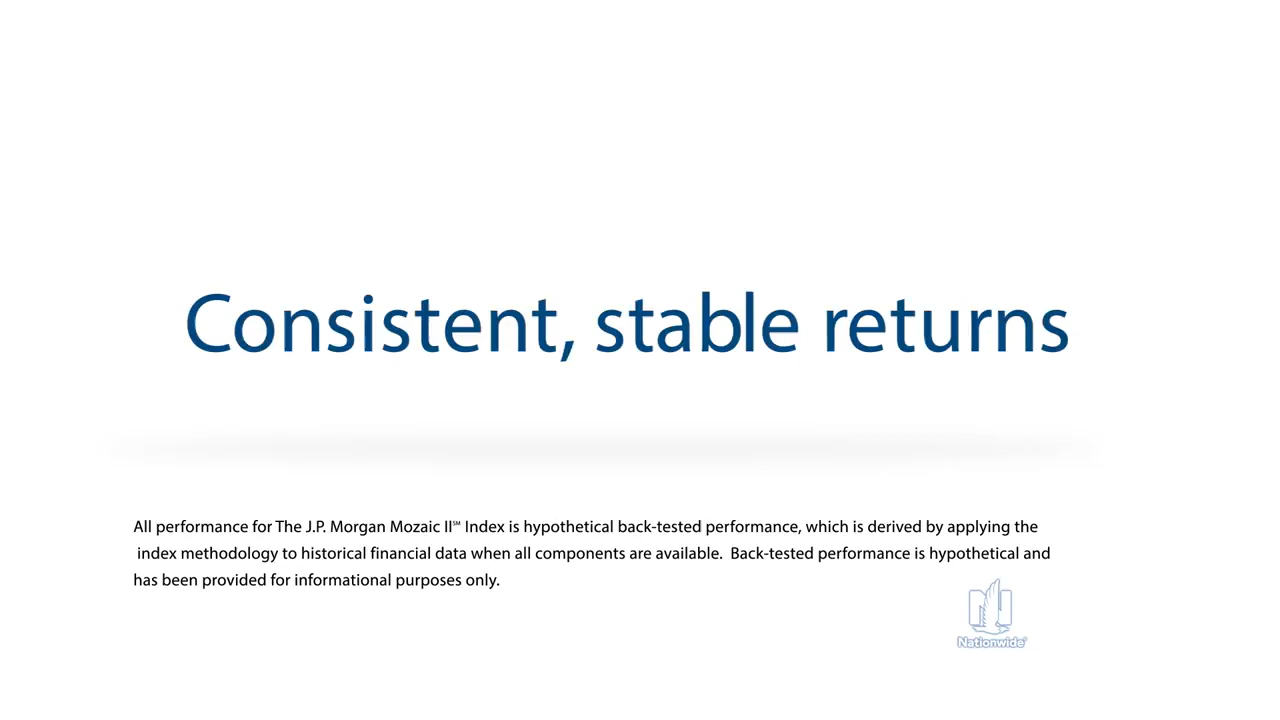 Consistent, stable returns
All performance for The J.P. Morgan Mozaic II℠ Index is hypothetical back-tested performance, which is derived by applying the
index methodology to historical financial data when all components are available.  Back-tested performance is hypothetical and
has been provided for informational purposes only.
Nationwide®